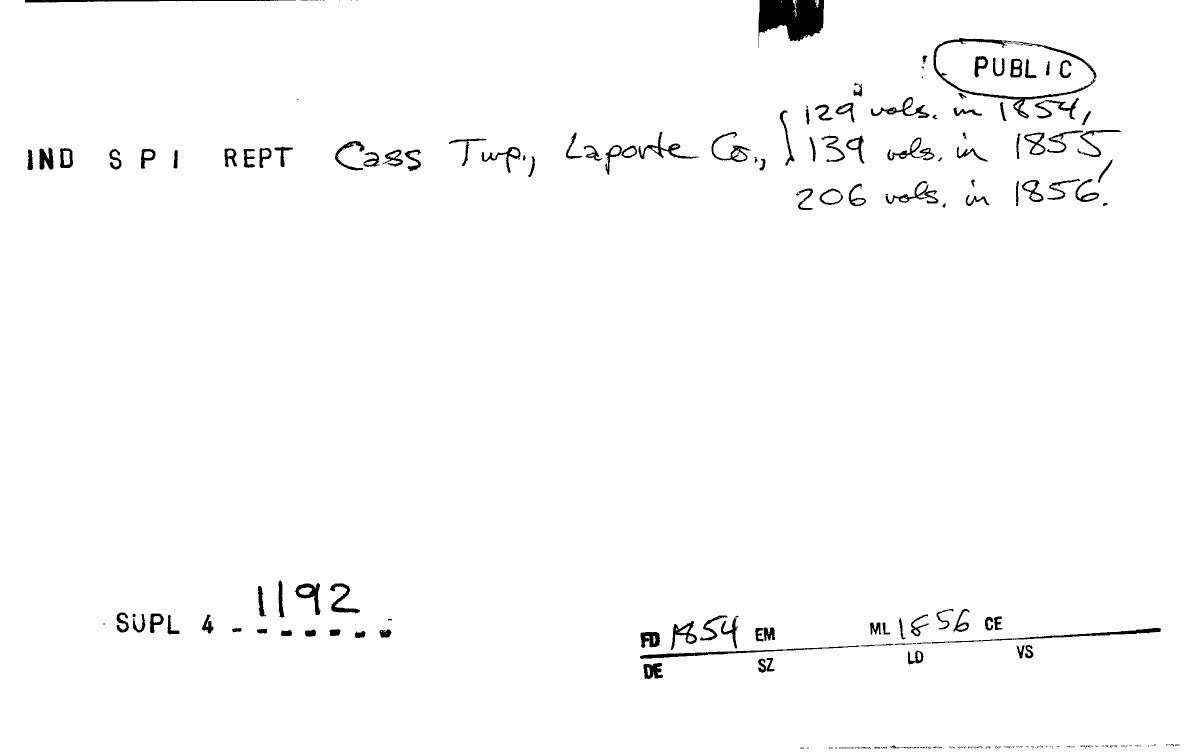 PUBLIC
129 vols. in 1854,
IND S P I REPT Cass Twp., Laporte Co., 139 vols. in 1855,
206 vols. in 1856.
1192
SUPL 4 - - - - - - -
FD 1854 EM ML 1856 CE
DE SZ LD VS